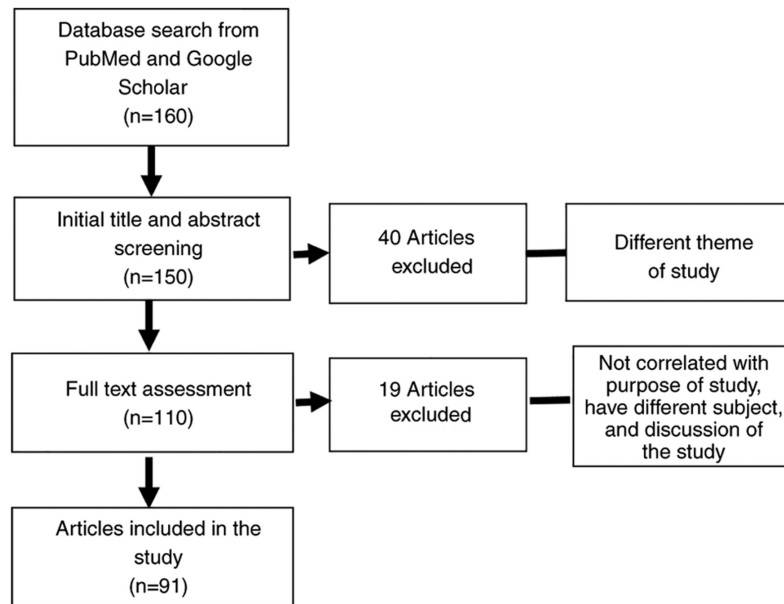 Database search from
PubMed and Google
Scholar
(n=160)
Initial title and abstract
screening
(n=150)
40 Articles
excluded
Different theme
of study
Full text assessment
(n=110)
19 Articles
excluded
Not correlated with
purpose of study,
have different subject,
and discussion of
the study
Articles included in the
study
(n=91)